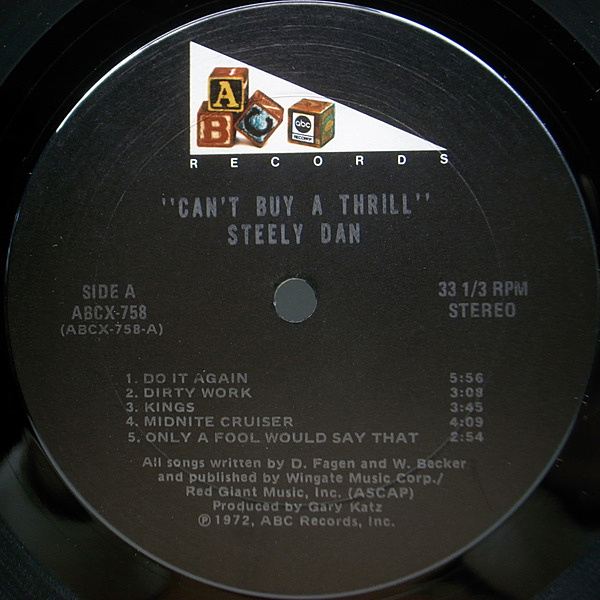 A
B C abc
RECORDS
"CAN'T BUY A THRILL"
STEELY DAN
SIDE A
ABCX-758
(ABCX-758-A)
33 1/3 RPM
STEREO
1. DO IT AGAIN 5:56
2. DIRTY WORK 3:08
3. KINGS 3:45
4. MIDNITE CRUISER 4:09
5. ONLY A FOOL WOULD SAY THAT 2:54
All songs written by D. Fagen and W. Becker
and published by Wingate Music Corp./
Red Giant Music, Inc. (ASCAP)
Produced by Gary Katz
℗1972, ABC Records, Inc.